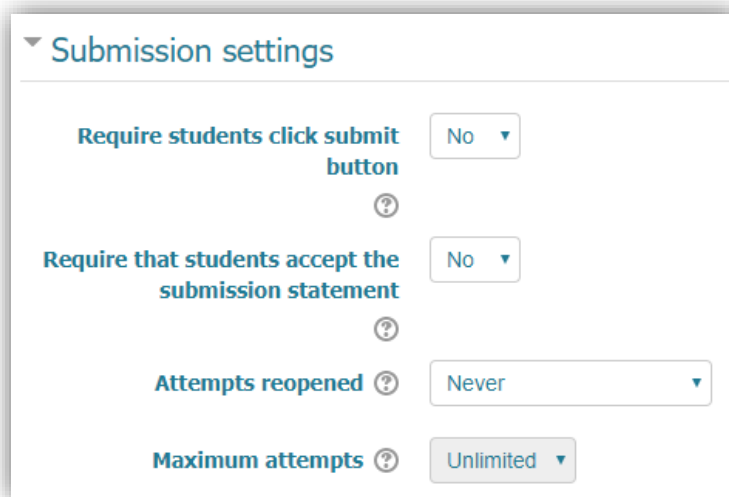 Submission settings
Require students click submit No
button
Require that students accept the No
submission statement
Attempts reopened Never
Maximum attempts Unlimited